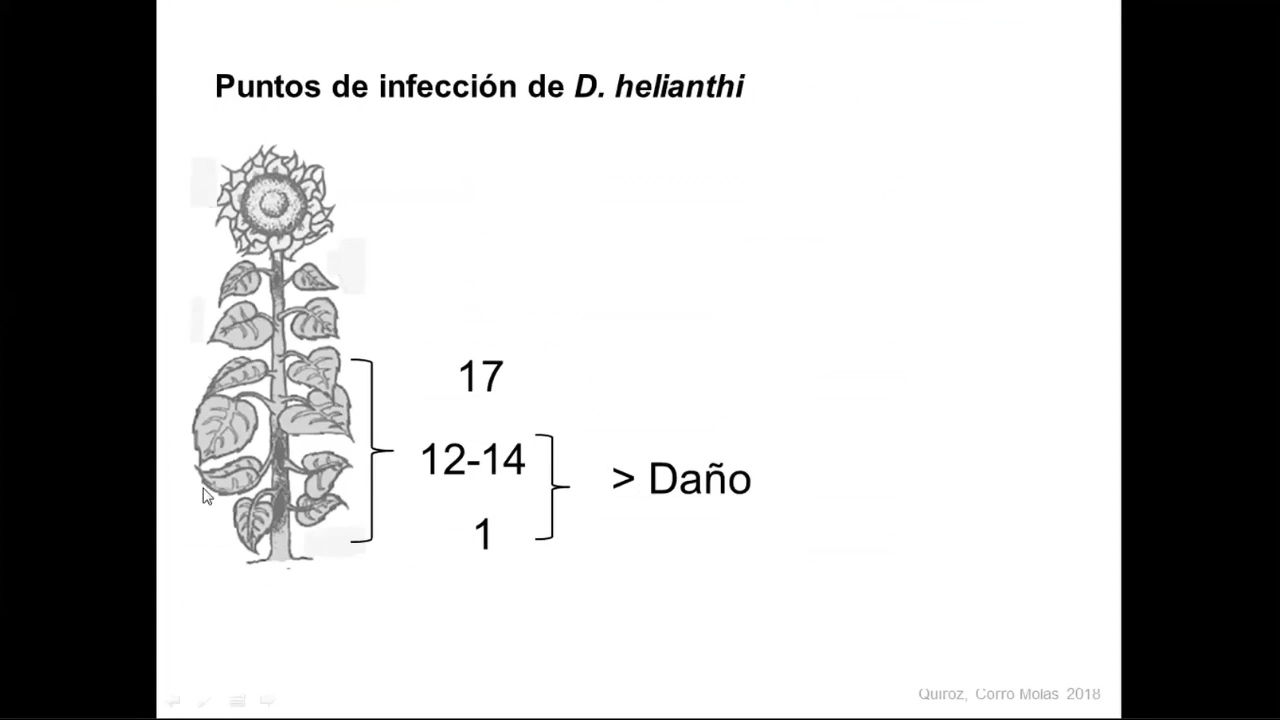 Puntos de infección de D. helianthi
17
12-14
> Daño
1
Quiroz, Corro Molas 2018